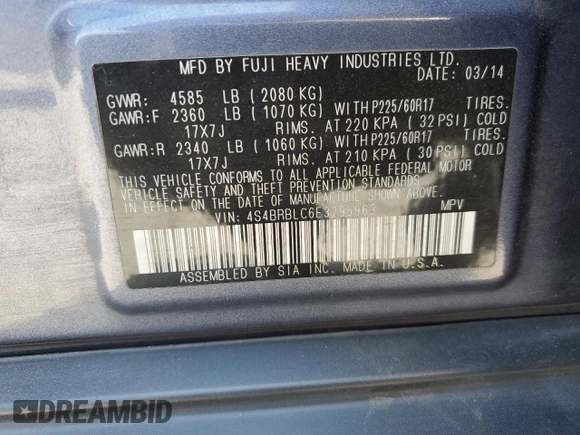 MFD BY FUJI HEAVY INDUSTRIES LTD.
DATE: 03/14
GVWR: 4585 LB (2080 KG)
GAWR:F 2360 LB (1070 KG) WITH P225/60R17 TIRES.
17X7J RIMS. AT 220 KPA (32 PSI) COLD
GAWR:R 2340 LB (1060 KG) WITH P225/60R17 TIRES.
17X7J RIMS. AT 210 KPA (30 PSI) COLD
THIS VEHICLE CONFORMS TO ALL APPLICABLE FEDERAL MOTOR
VEHICLE SAFETY AND THEFT PREVENTION STANDARDS
IN EFFECT ON THE DATE OF MANUFACTURE SHOWN ABOVE.
VIN: 4S4BRBLC6E3295963 MPV
ASSEMBLED BY SIA INC. MADE IN U.S.A.
DREAMBID